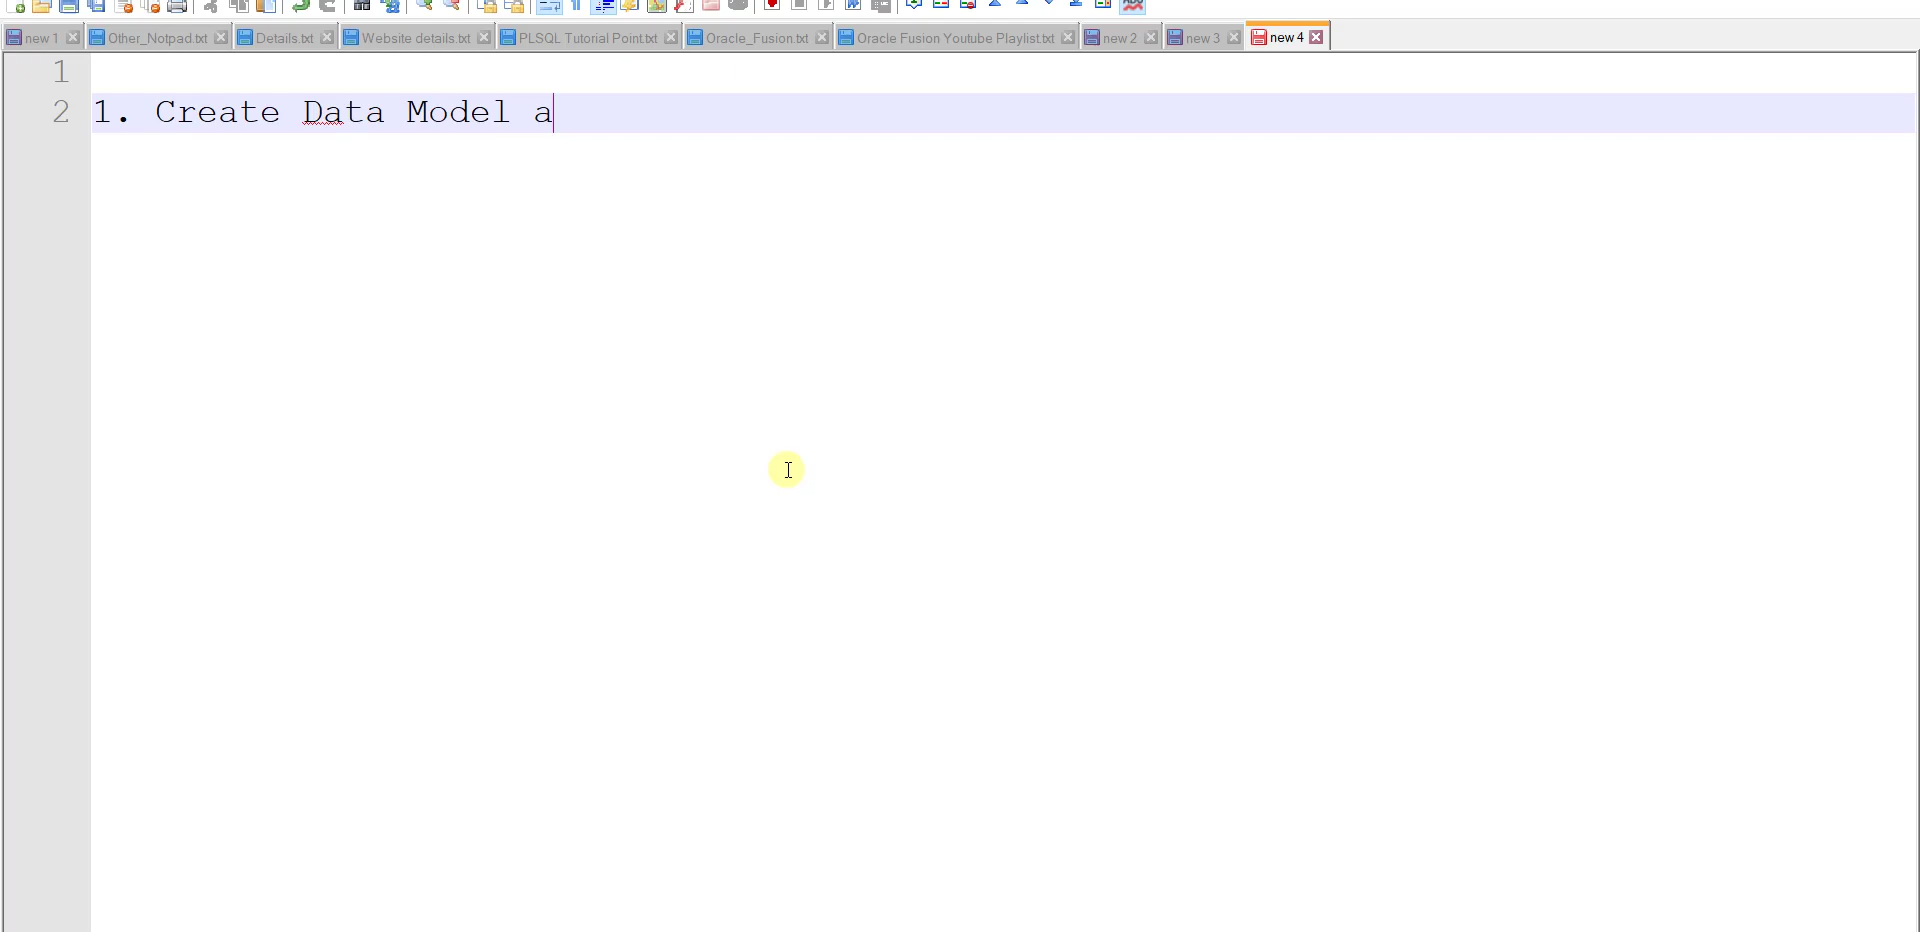 new 1 Other_Notpad.txt Details.txt Website details.txt PLSQL Tutorial Point.txt Oracle_Fusion.txt Oracle Fusion Youtube Playlist.txt new 2 new 3 new 4
1
2 1. Create Data Model a